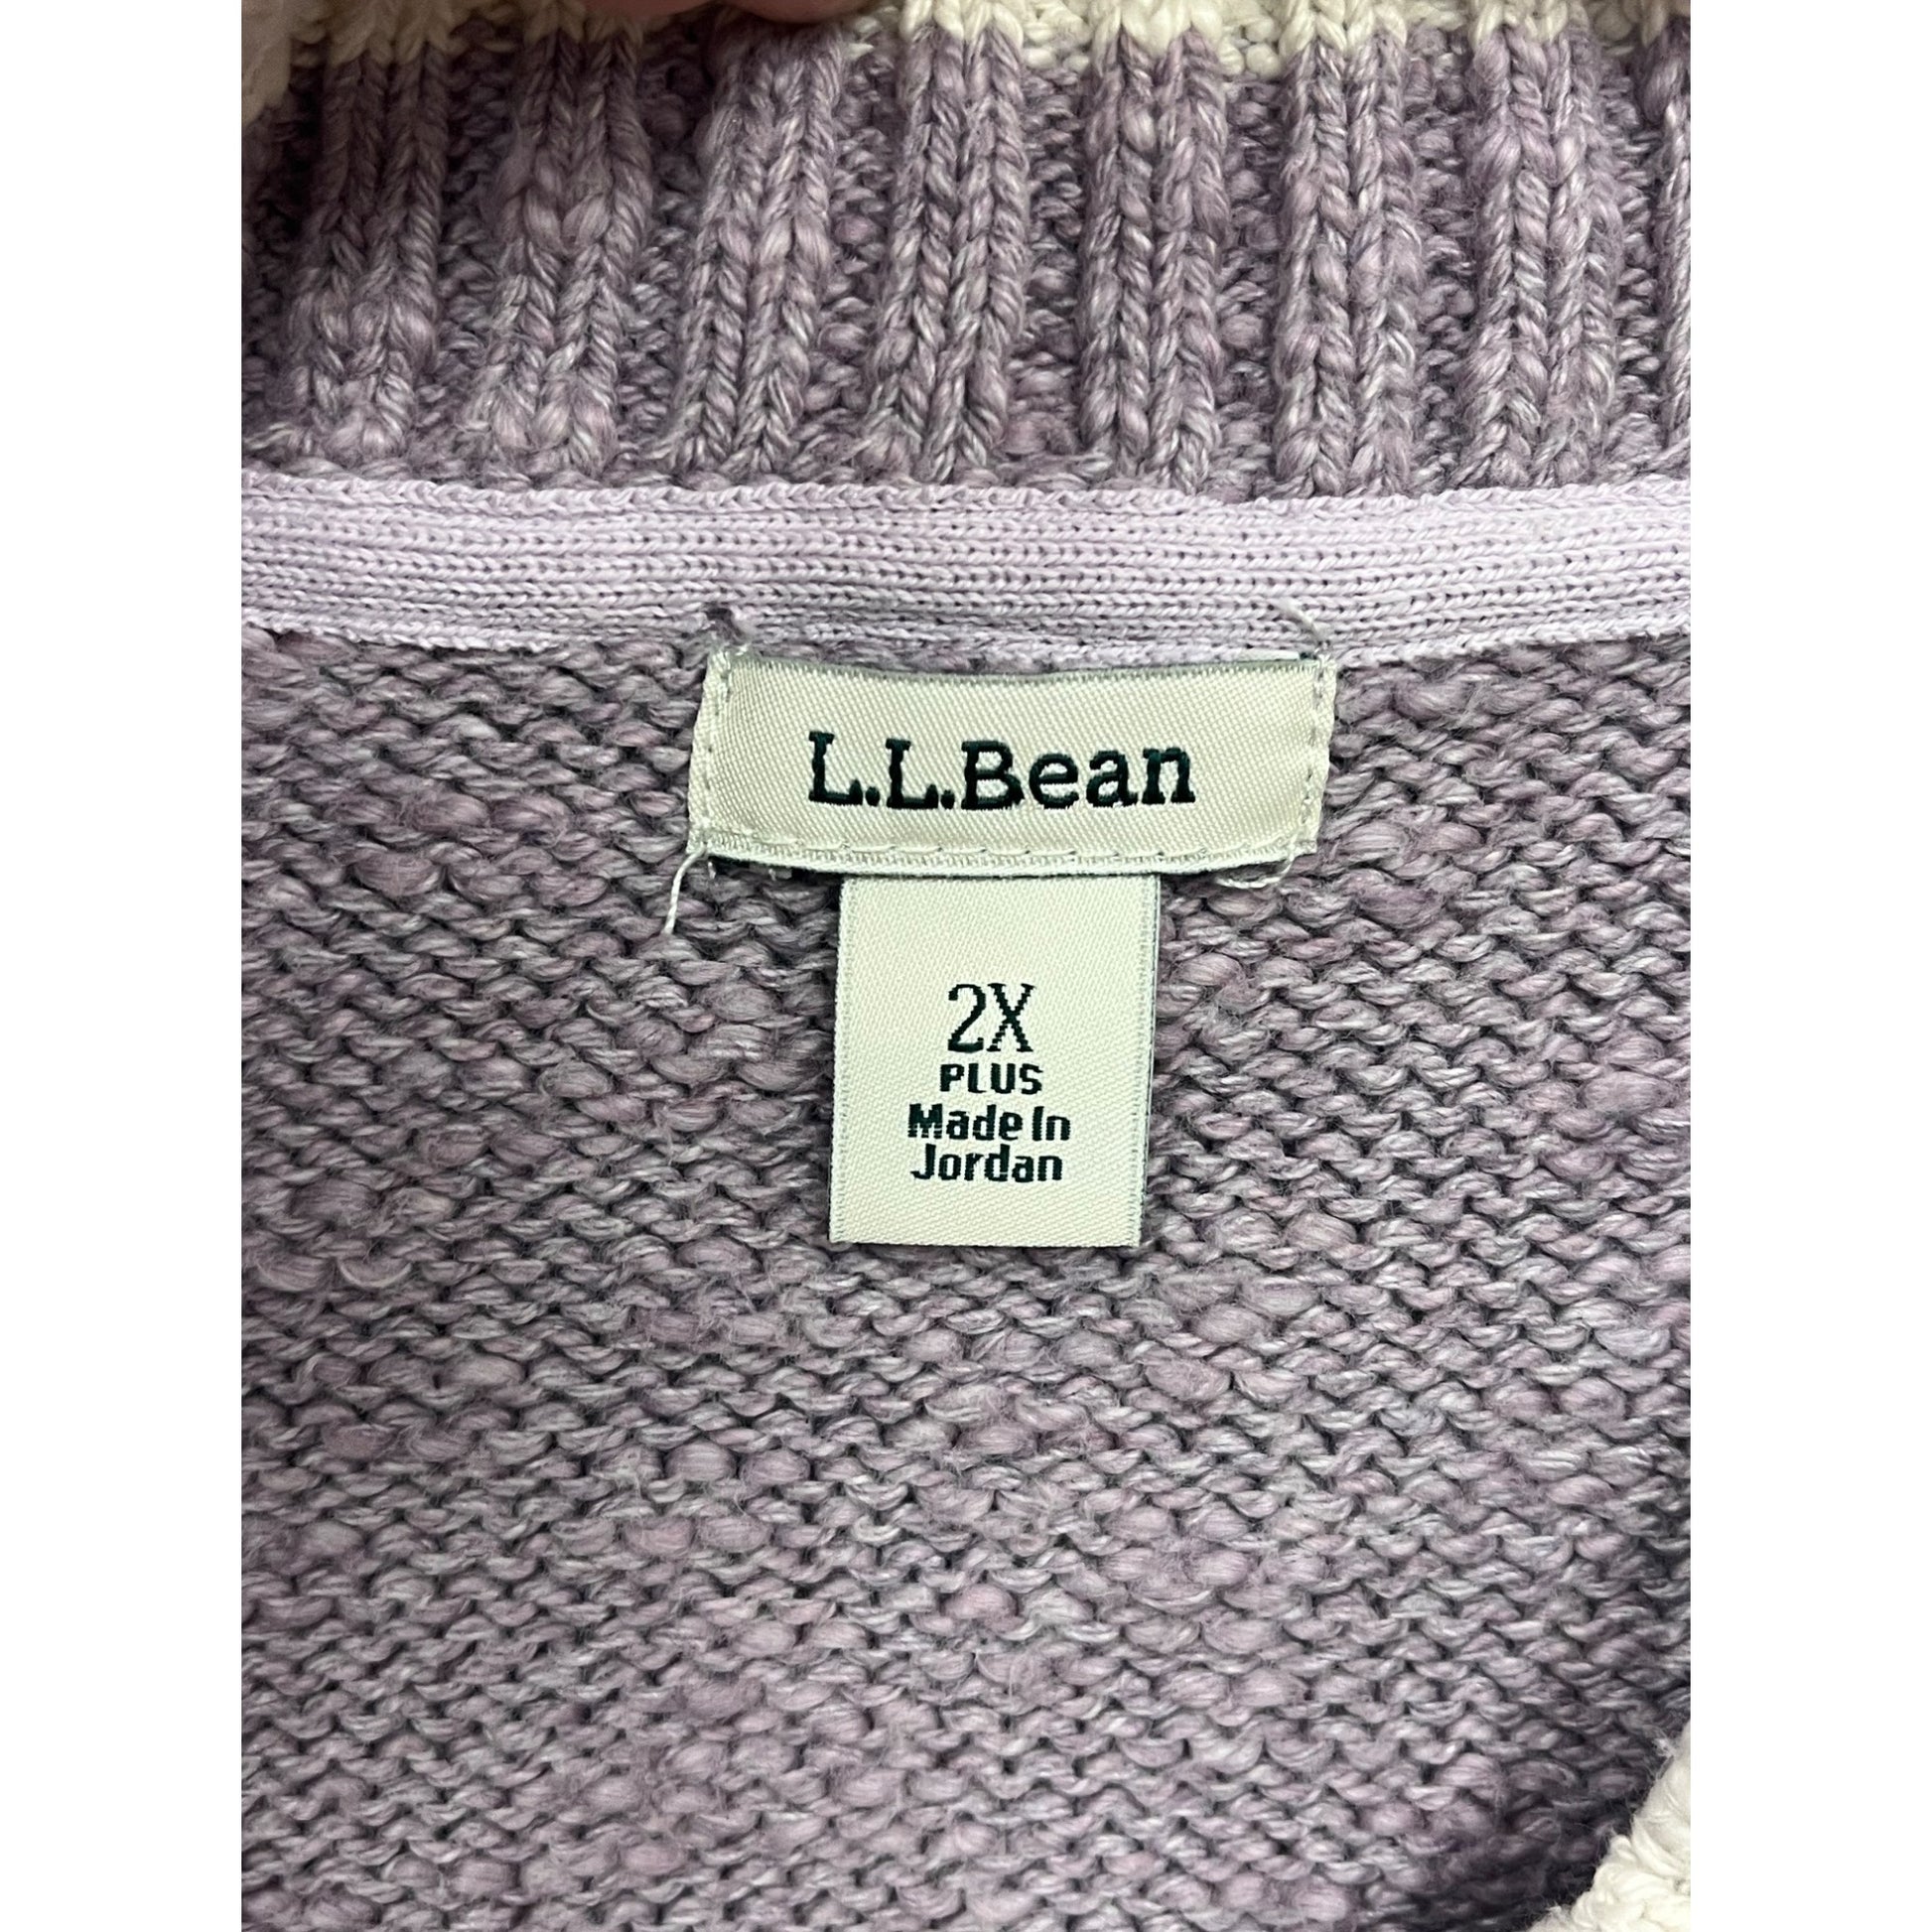 L.L.Bean
2X
PLUS
Made In
Jordan